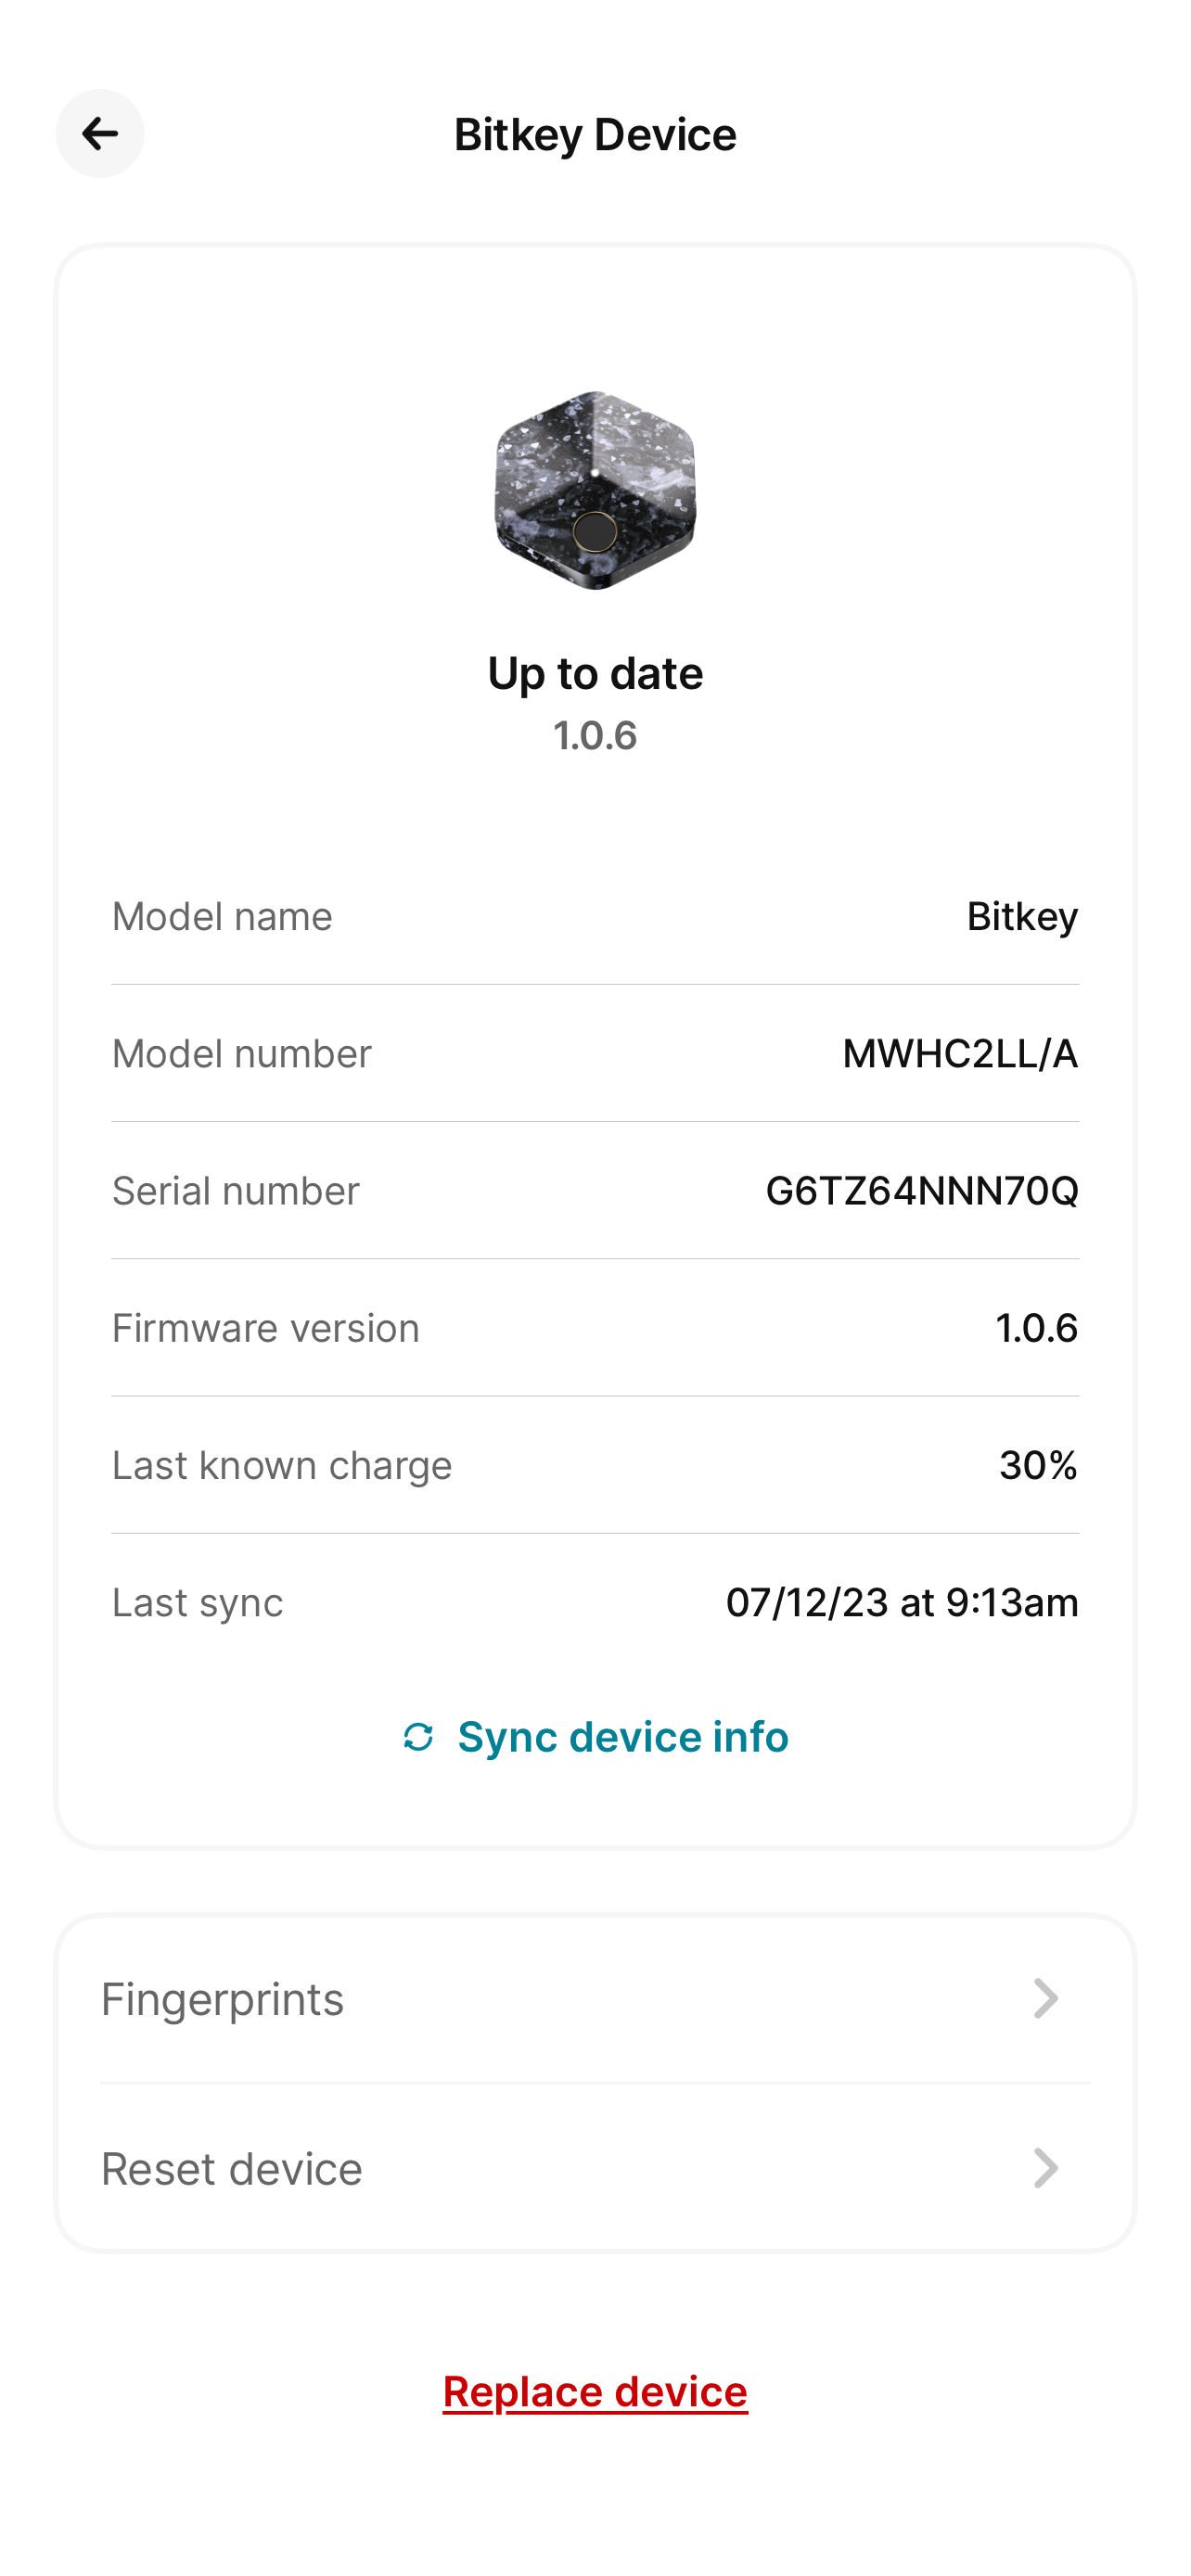 Bitkey Device
Up to date
1.0.6
Model name Bitkey
Model number MWHC2LL/A
Serial number G6TZ64NNN70Q
Firmware version 1.0.6
Last known charge 30%
Last sync 07/12/23 at 9:13am
Sync device info
Fingerprints
Reset device
Replace device